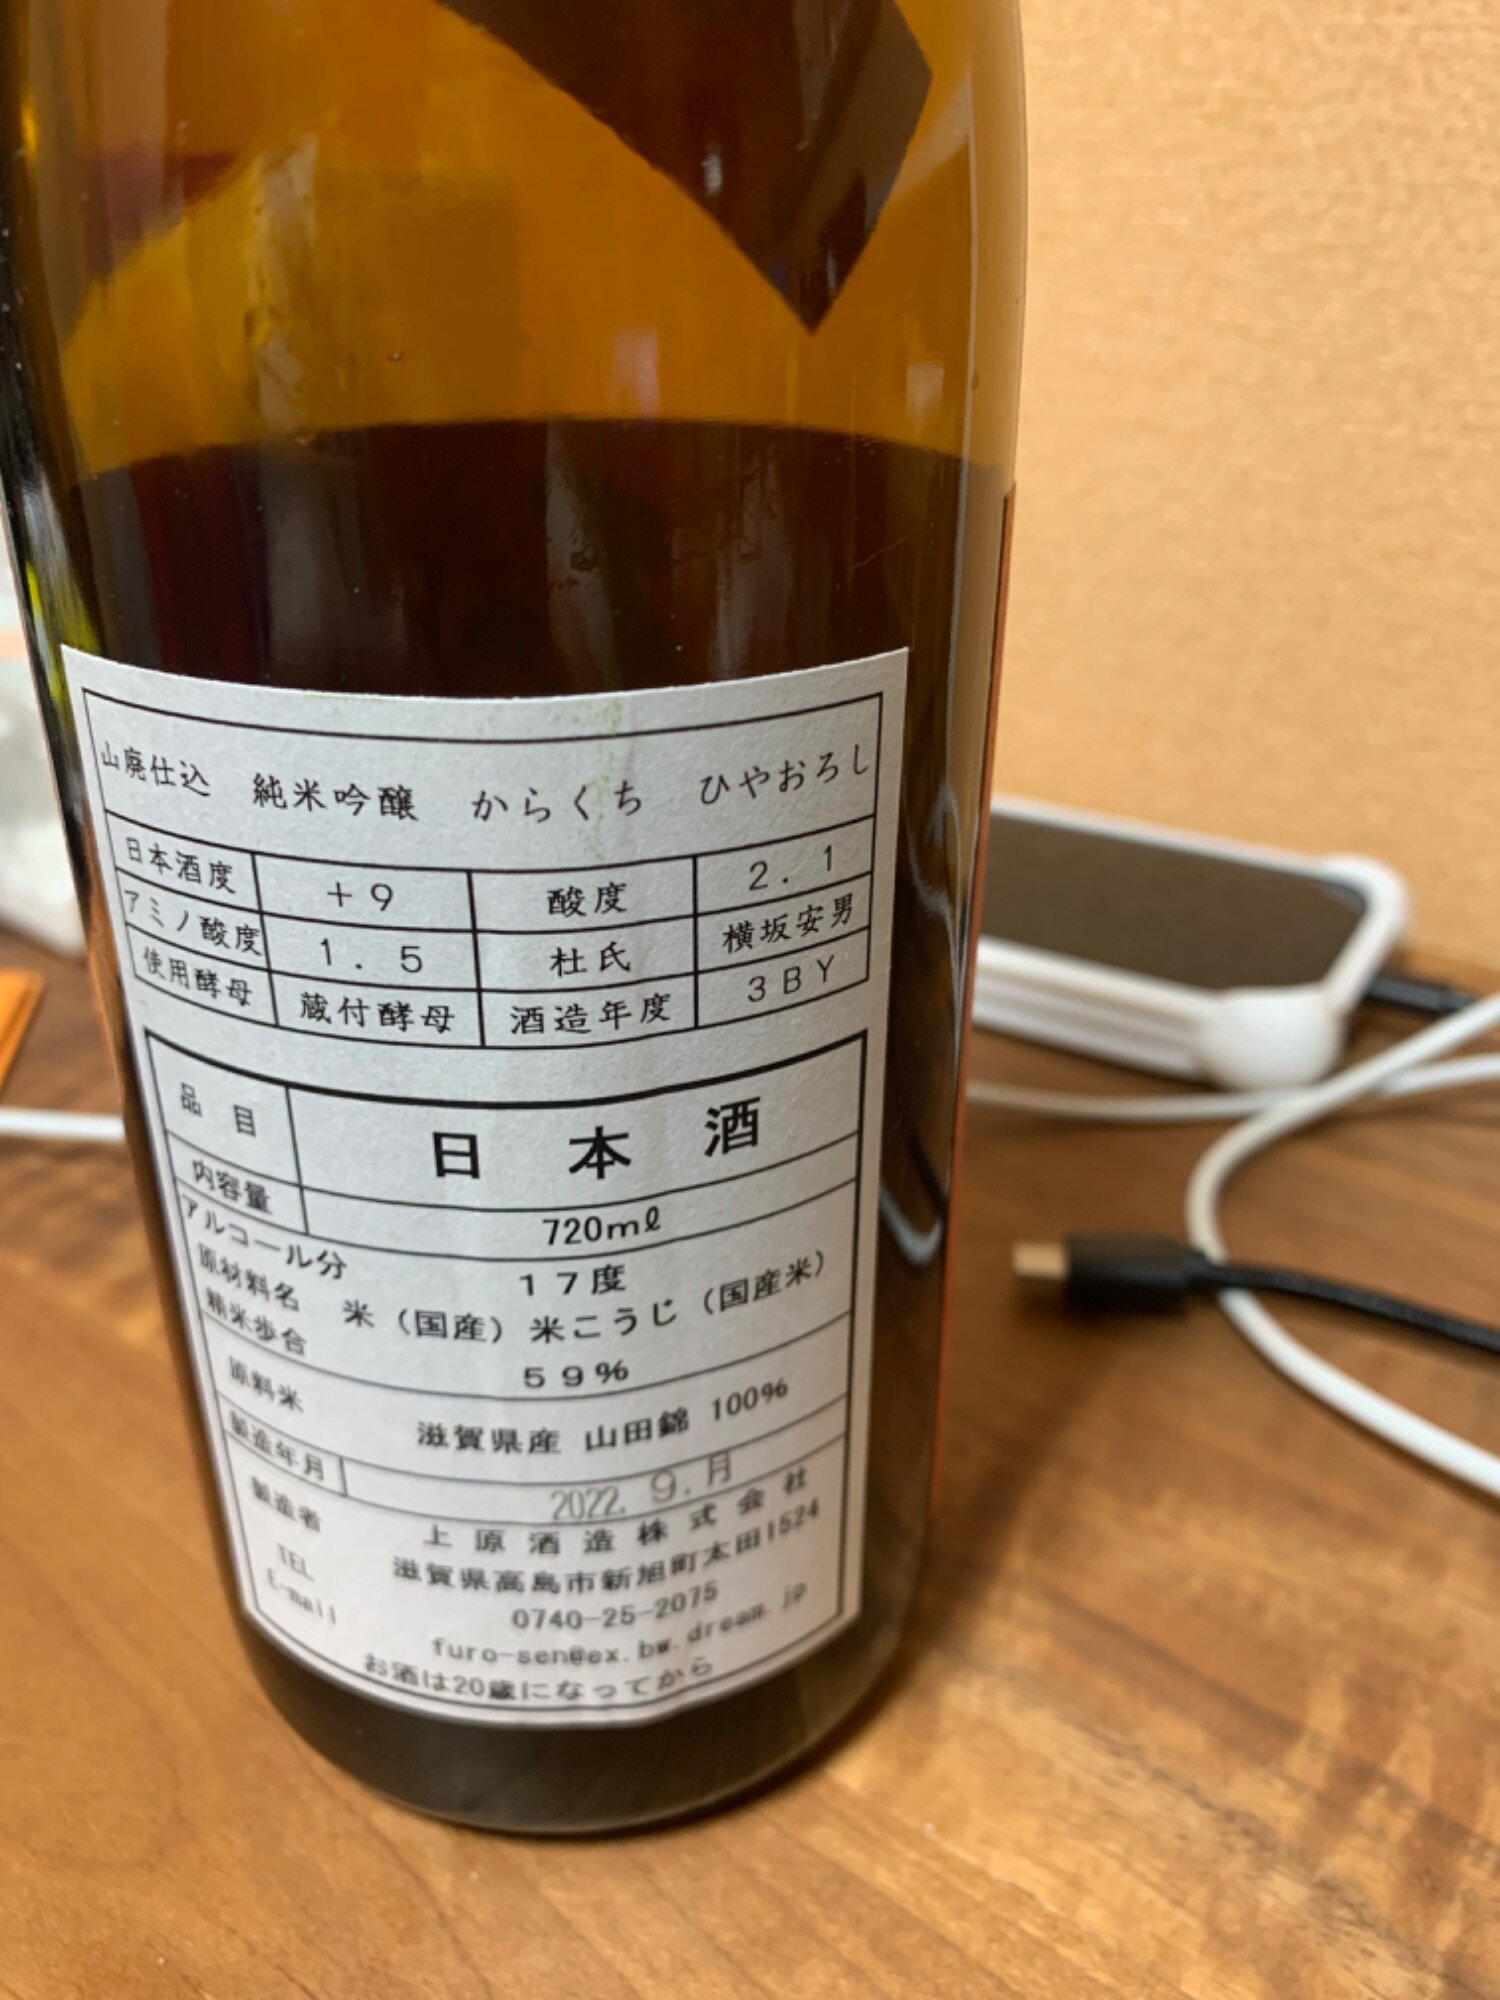 山廃仕込 純米吟醸 からくち ひやおろし
日本酒度 +9 酸度 2.1
アミノ酸度 1.5 杜氏 横坂安男
使用酵母 蔵付酵母 酒造年度 3BY
品目 日本酒
内容量 720mℓ
アルコール分 17度
原材料名 米(国産)米こうじ(国産米)
精米歩合 59%
原料米 滋賀県産 山田錦 100%
製造年月 2022.9.月
製造者 上原酒造株式会社
滋賀県高島市新旭町太田1524
TEL 0740-25-2075
E-mail furo-sen@ex.bw.dream.jp
お酒は20歳になってから